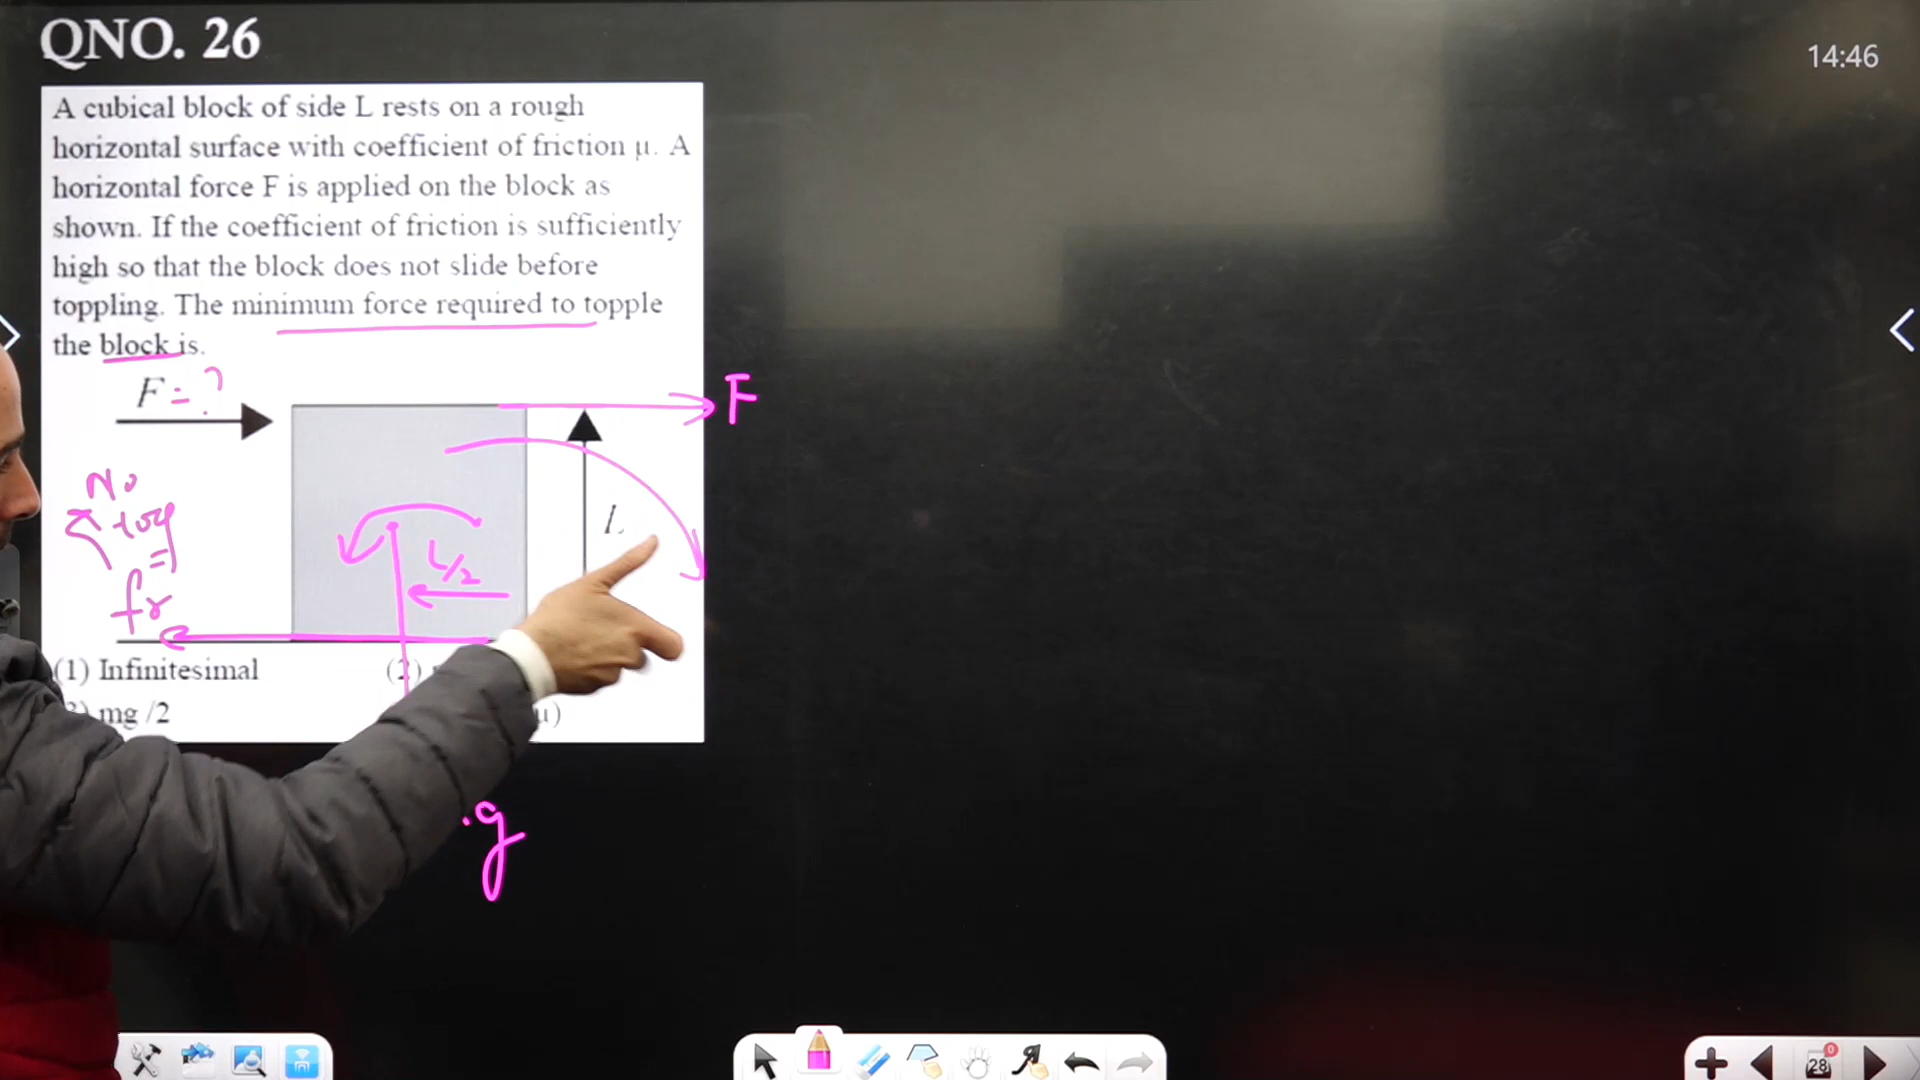 QNO. 26
14:46
A cubical block of side L rests on a rough
horizontal surface with coefficient of friction μ. A
horizontal force F is applied on the block as
shown. If the coefficient of friction is sufficiently
high so that the block does not slide before
toppling. The minimum force required to topple
the block is.
F = ?
F
No
L
L/2
fr
(1) Infinitesimal
(2)
mg /2
μ)
g
28
0